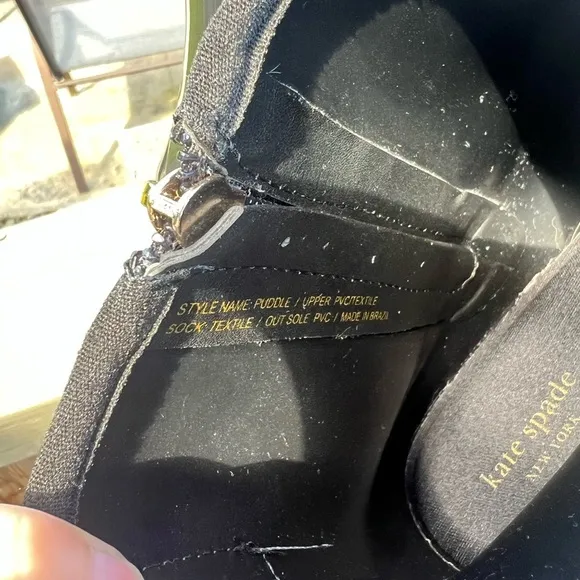 STYLE NAME: PUDDLE / UPPER PVC/TEXTILE
SOCK: TEXTILE / OUT SOLE PVC / MADE IN BRAZIL
kate spade
NEW YORK